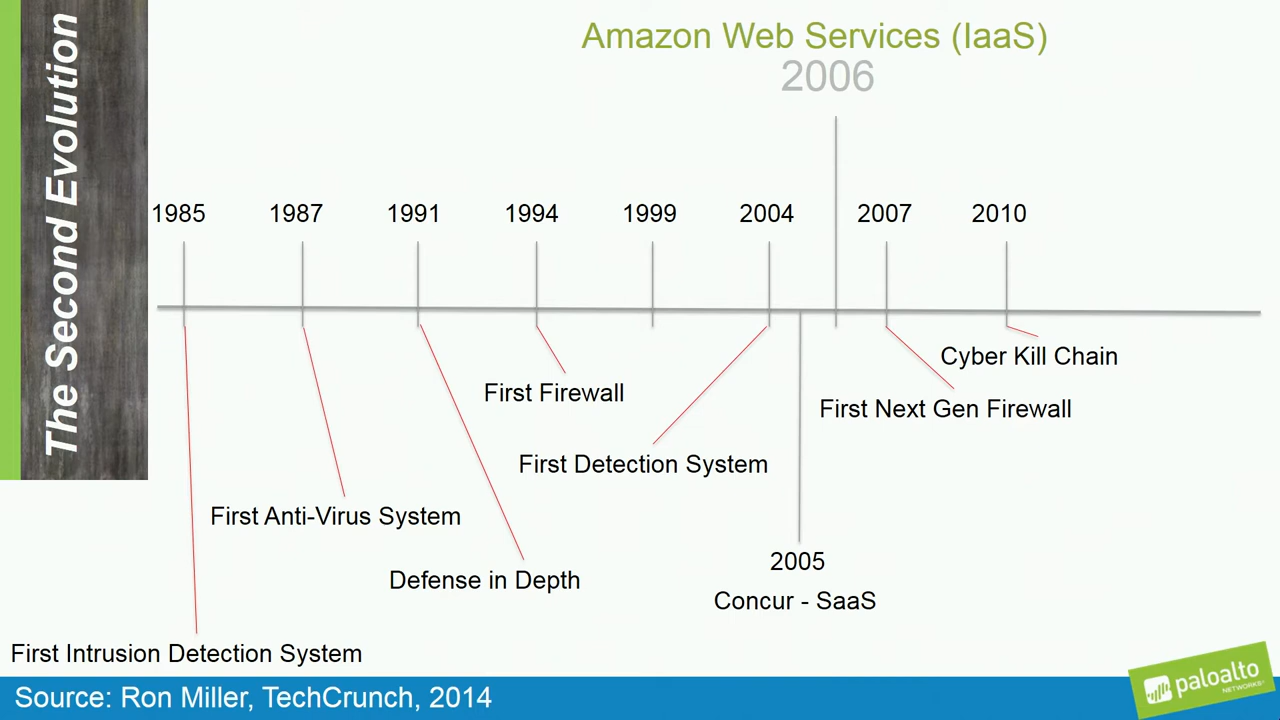 The Second Evolution
Amazon Web Services (IaaS)
2006
1985 1987 1991 1994 1999 2004 2007 2010
Cyber Kill Chain
First Firewall
First Next Gen Firewall
First Detection System
First Anti-Virus System
2005
Defense in Depth
Concur - SaaS
First Intrusion Detection System
Source: Ron Miller, TechCrunch, 2014
paloalto
NETWORKS